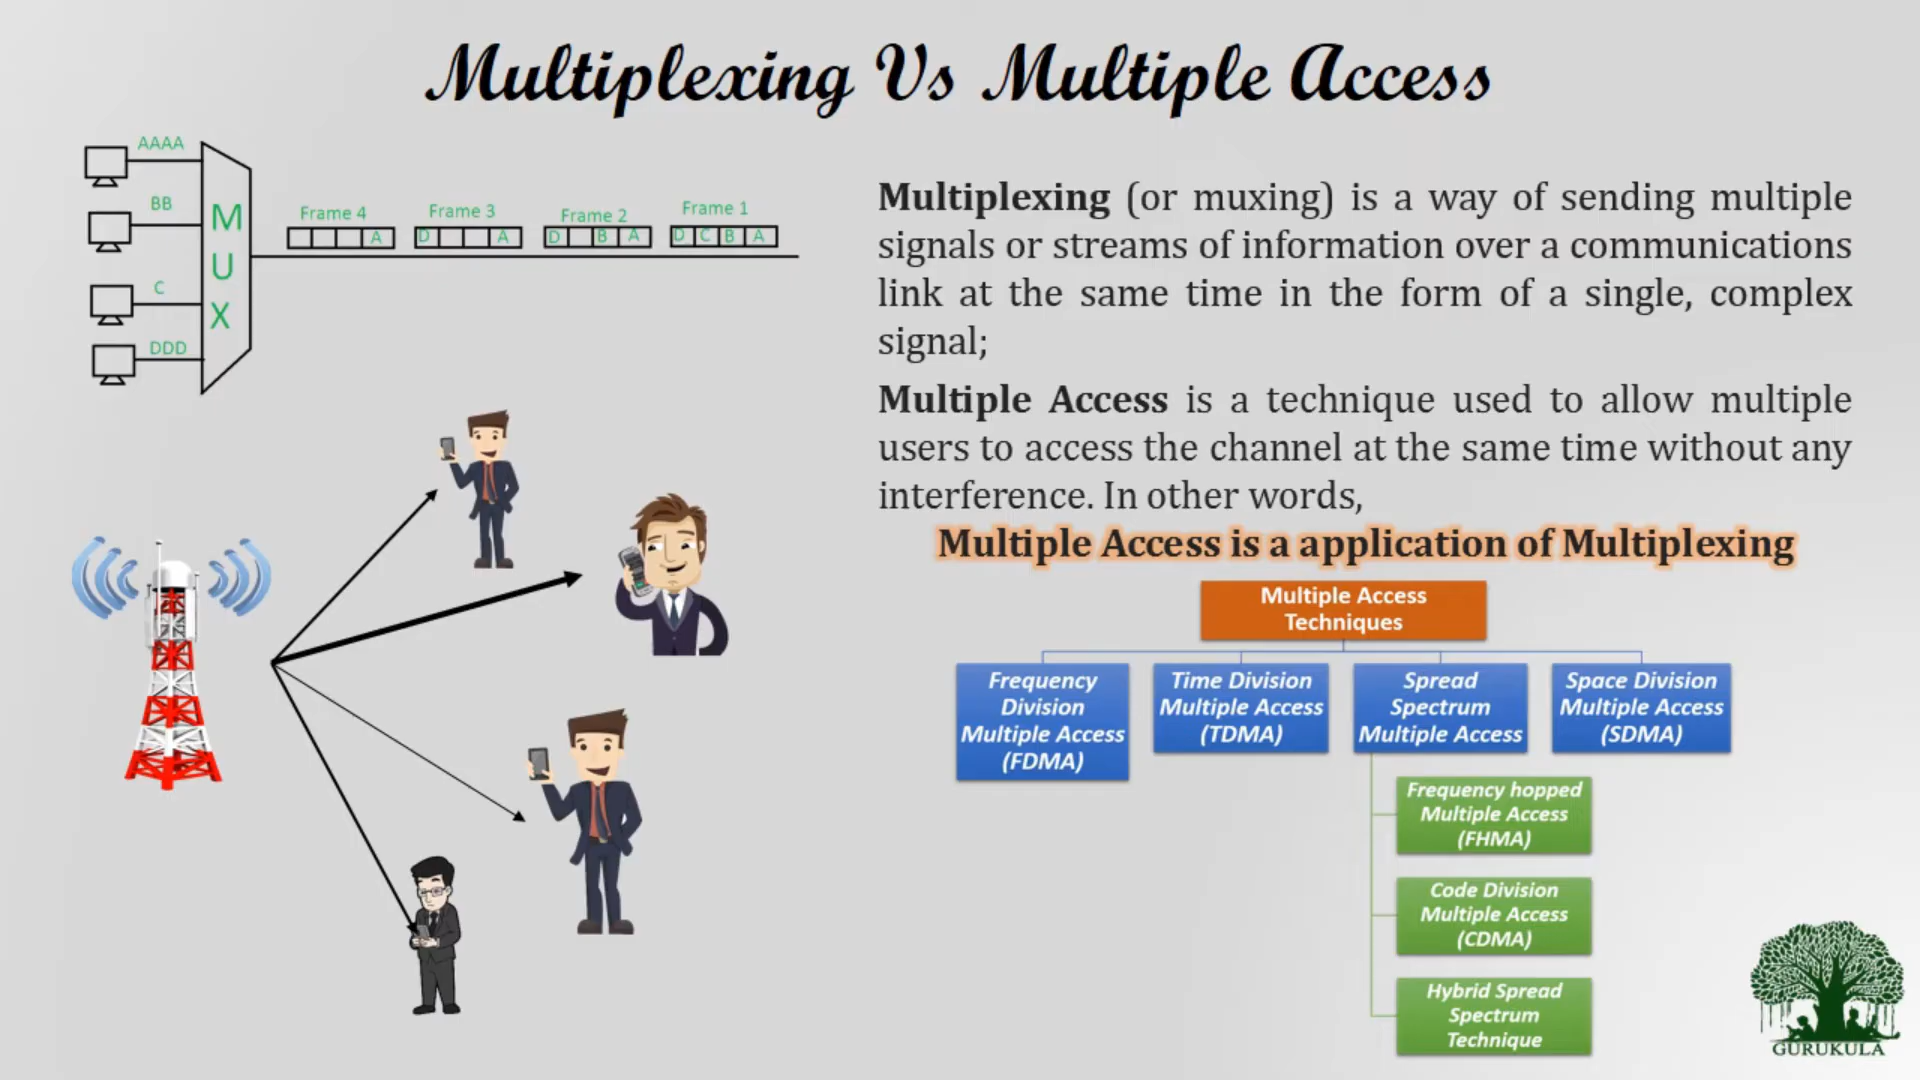 Multiplexing Vs Multiple Access
AAAA
BB
C
DDD
M
U
X
Frame 4
A
Frame 3
D A
Frame 2
D B A
Frame 1
D C B A
Multiplexing (or muxing) is a way of sending multiple
signals or streams of information over a communications
link at the same time in the form of a single, complex
signal;
Multiple Access is a technique used to allow multiple
users to access the channel at the same time without any
interference. In other words,
Multiple Access is a application of Multiplexing
Multiple Access
Techniques
Frequency
Division
Multiple Access
(FDMA)
Time Division
Multiple Access
(TDMA)
Spread
Spectrum
Multiple Access
Space Division
Multiple Access
(SDMA)
Frequency hopped
Multiple Access
(FHMA)
Code Division
Multiple Access
(CDMA)
Hybrid Spread
Spectrum
Technique
GURUKULA